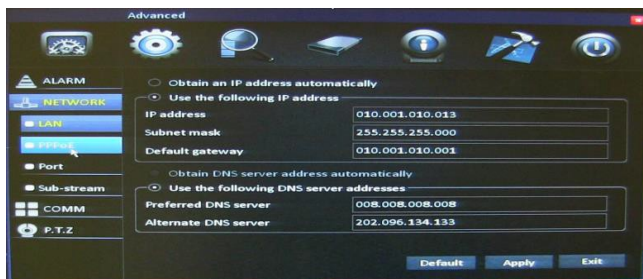 Advanced
ALARM
NETWORK
LAN
PPPoE
Port
Sub-stream
COMM
P.T.Z
Obtain an IP address automatically
Use the following IP address
IP address 010.001.010.013
Subnet mask 255.255.255.000
Default gateway 010.001.010.001
Obtain DNS server address automatically
Use the following DNS server addresses
Preferred DNS server 008.008.008.008
Alternate DNS server 202.096.134.133
Default Apply Exit